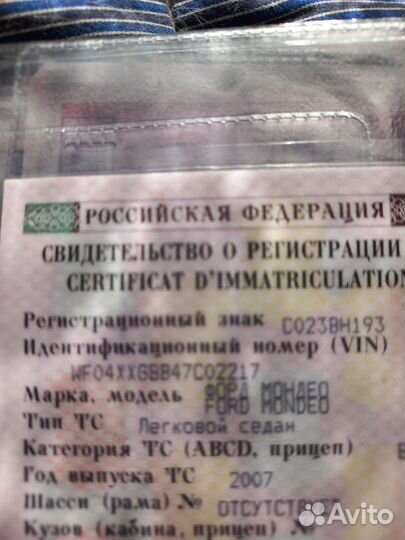 РОССИЙСКАЯ ФЕДЕРАЦИЯ
СВИДЕТЕЛЬСТВО О РЕГИСТРАЦИИ
CERTIFICAT D'IMMATRICULATION
Регистрационный знак С023ВН193
Идентификационный номер (VIN)
WF04XXGBB47C02217
Марка, модель ФОРД МОНДЕО
FORD MONDEO
Тип ТС Легковой седан
Категория ТС (ABCD, прицеп)
Год выпуска ТС 2007
Шасси (рама) № ОТСУТСТВУЕТ
Кузов (кабина, прицеп) №
Avito